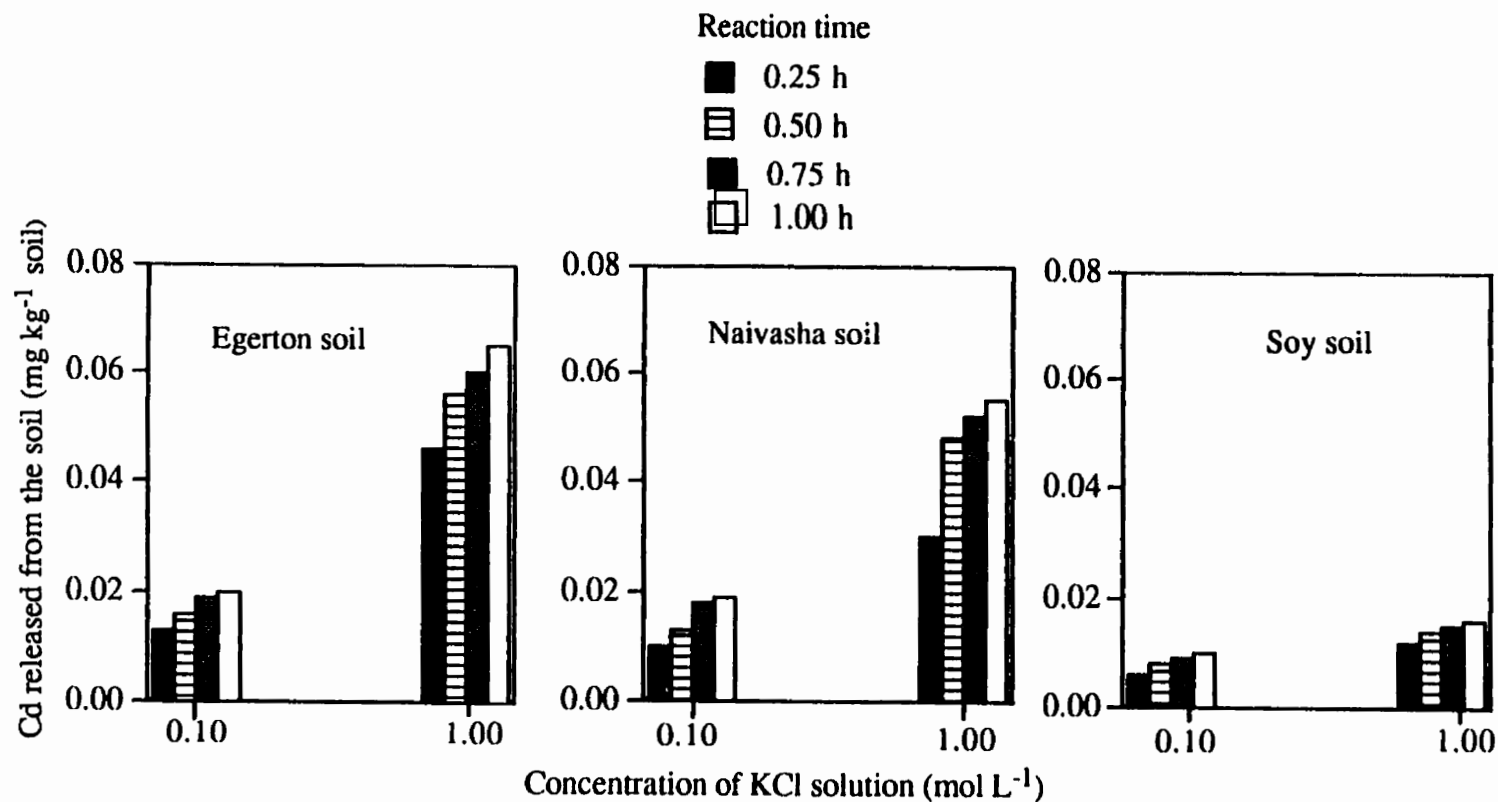 Reaction time
0.25 h
0.50 h
0.75 h
1.00 h
Cd released from the soil (mg kg⁻¹ soil)
0.08
0.06
0.04
0.02
0.00
Egerton soil
0.10
1.00
0.08
0.06
0.04
0.02
0.00
Naivasha soil
0.10
1.00
0.08
0.06
0.04
0.02
0.00
Soy soil
0.10
1.00
Concentration of KCl solution (mol L⁻¹)